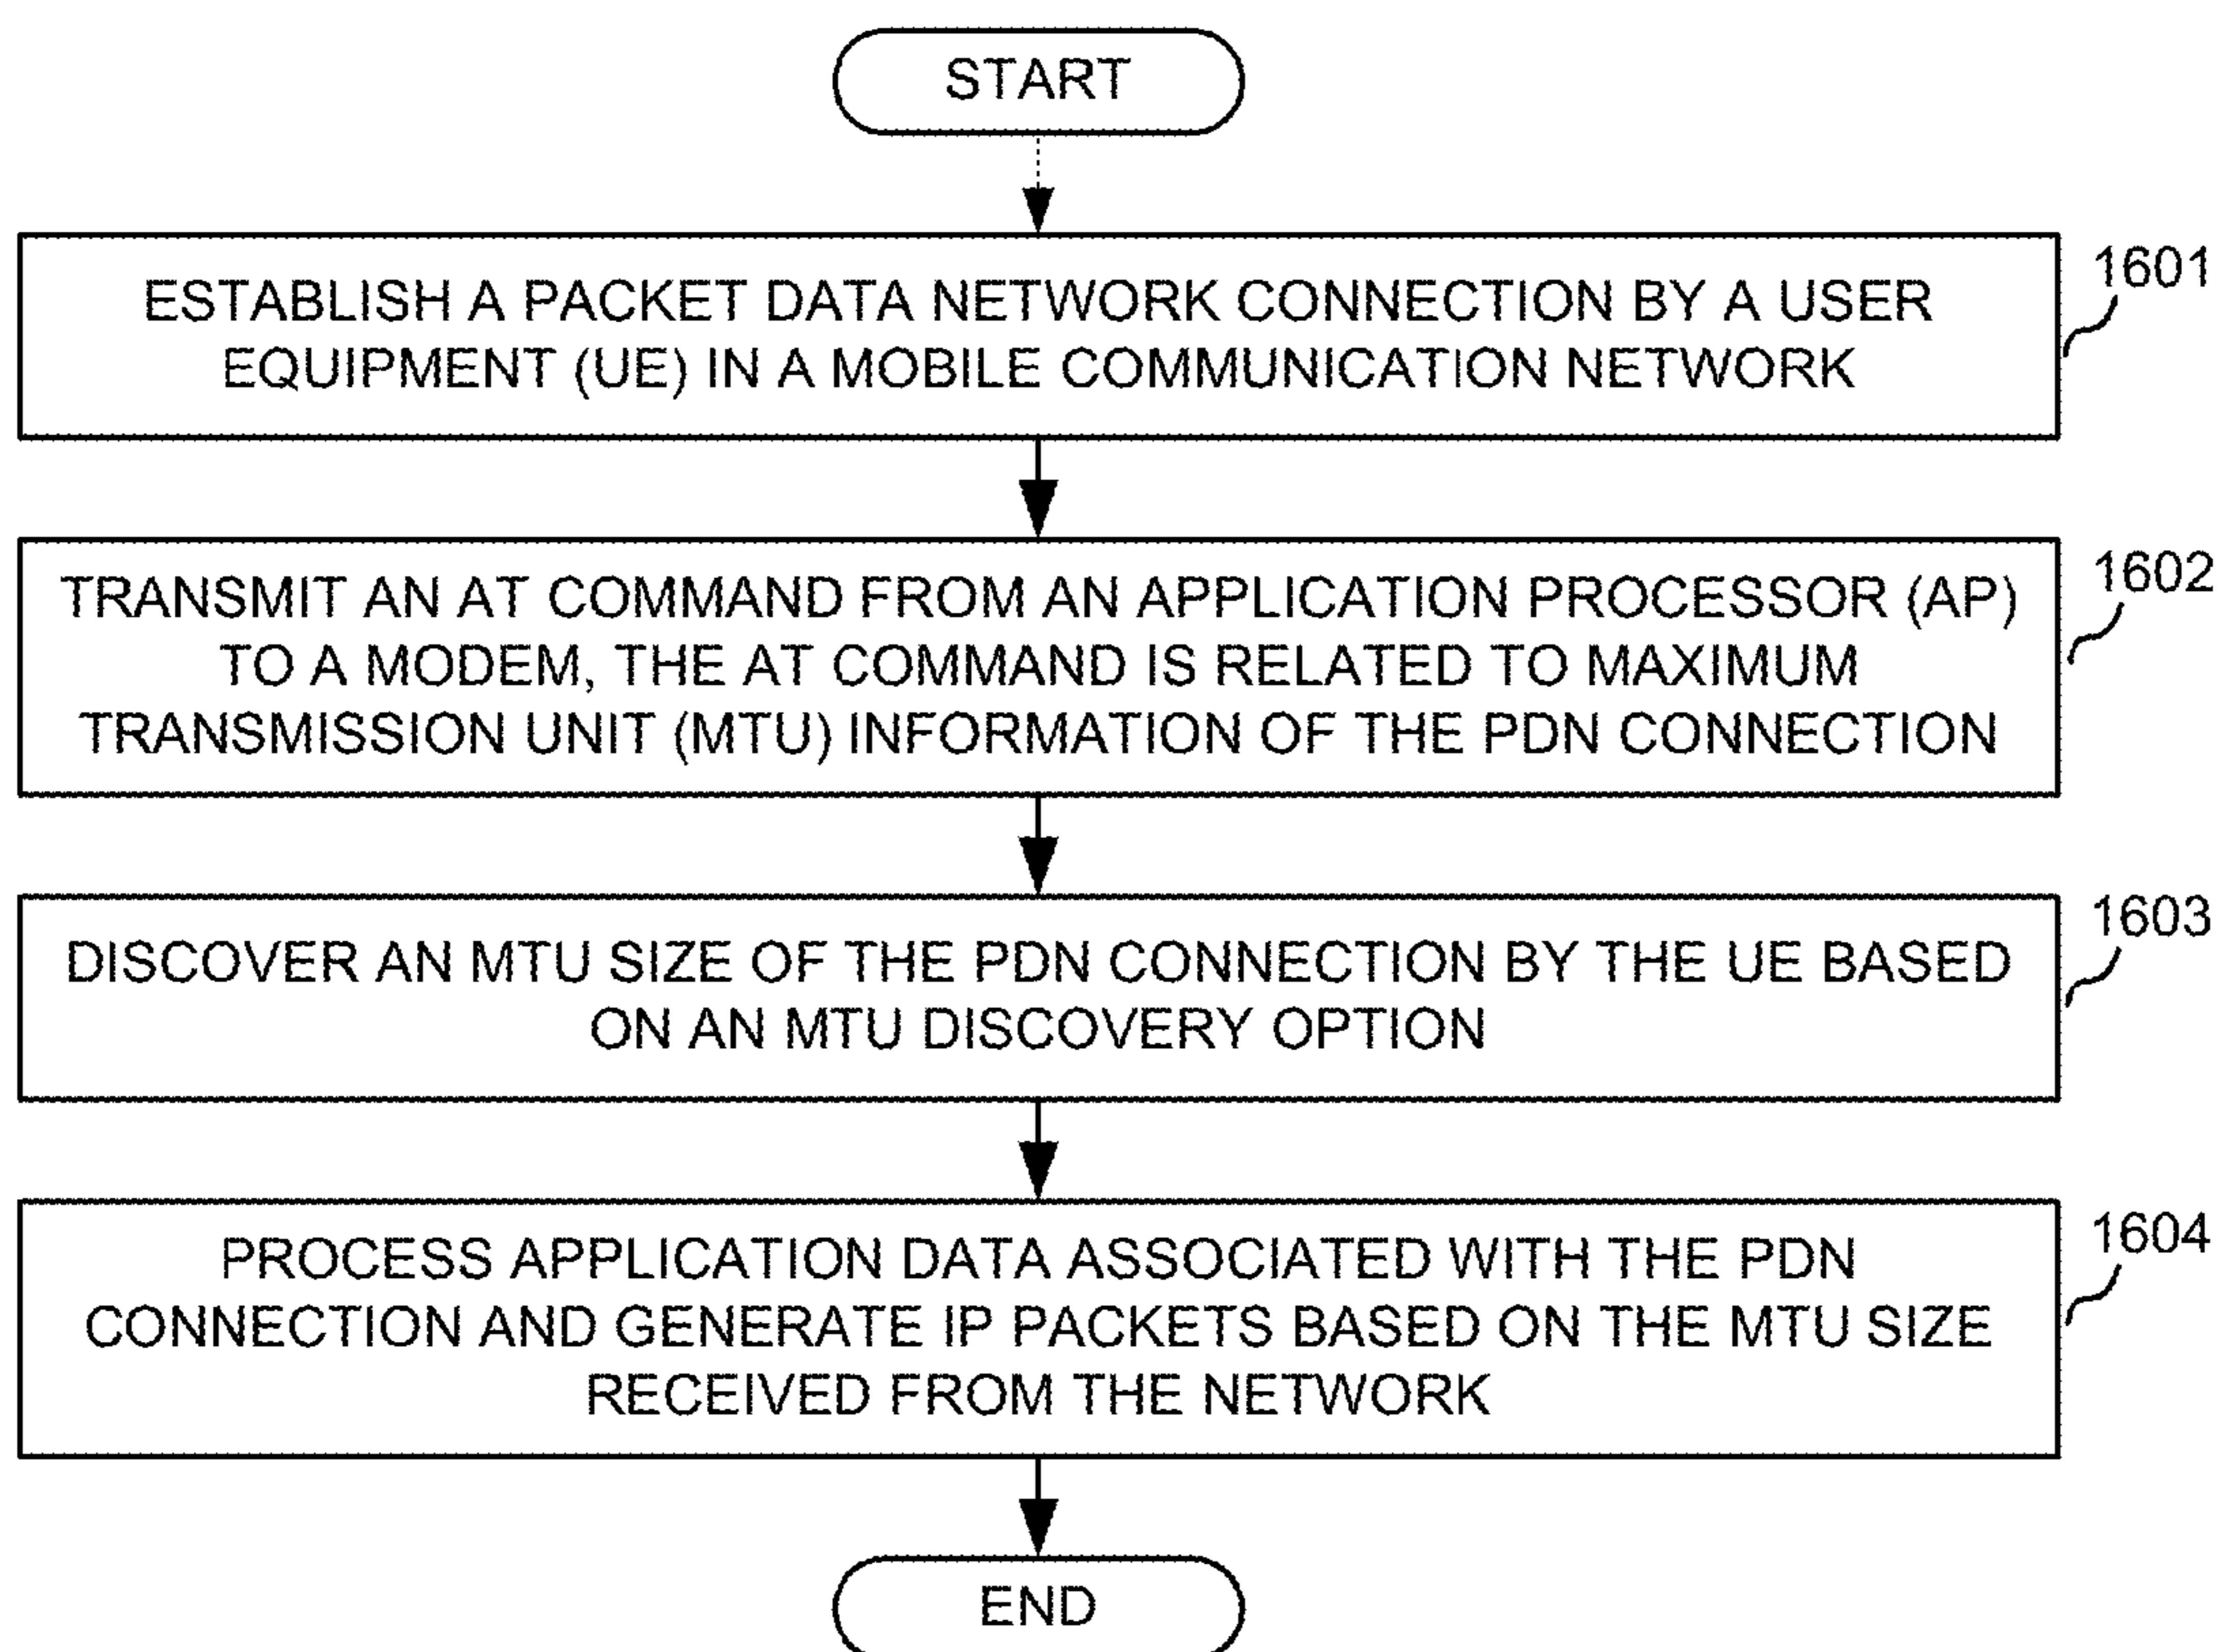 START
ESTABLISH A PACKET DATA NETWORK CONNECTION BY A USER
EQUIPMENT (UE) IN A MOBILE COMMUNICATION NETWORK
1601
TRANSMIT AN AT COMMAND FROM AN APPLICATION PROCESSOR (AP)
TO A MODEM, THE AT COMMAND IS RELATED TO MAXIMUM
TRANSMISSION UNIT (MTU) INFORMATION OF THE PDN CONNECTION
1602
DISCOVER AN MTU SIZE OF THE PDN CONNECTION BY THE UE BASED
ON AN MTU DISCOVERY OPTION
1603
PROCESS APPLICATION DATA ASSOCIATED WITH THE PDN
CONNECTION AND GENERATE IP PACKETS BASED ON THE MTU SIZE
RECEIVED FROM THE NETWORK
1604
END